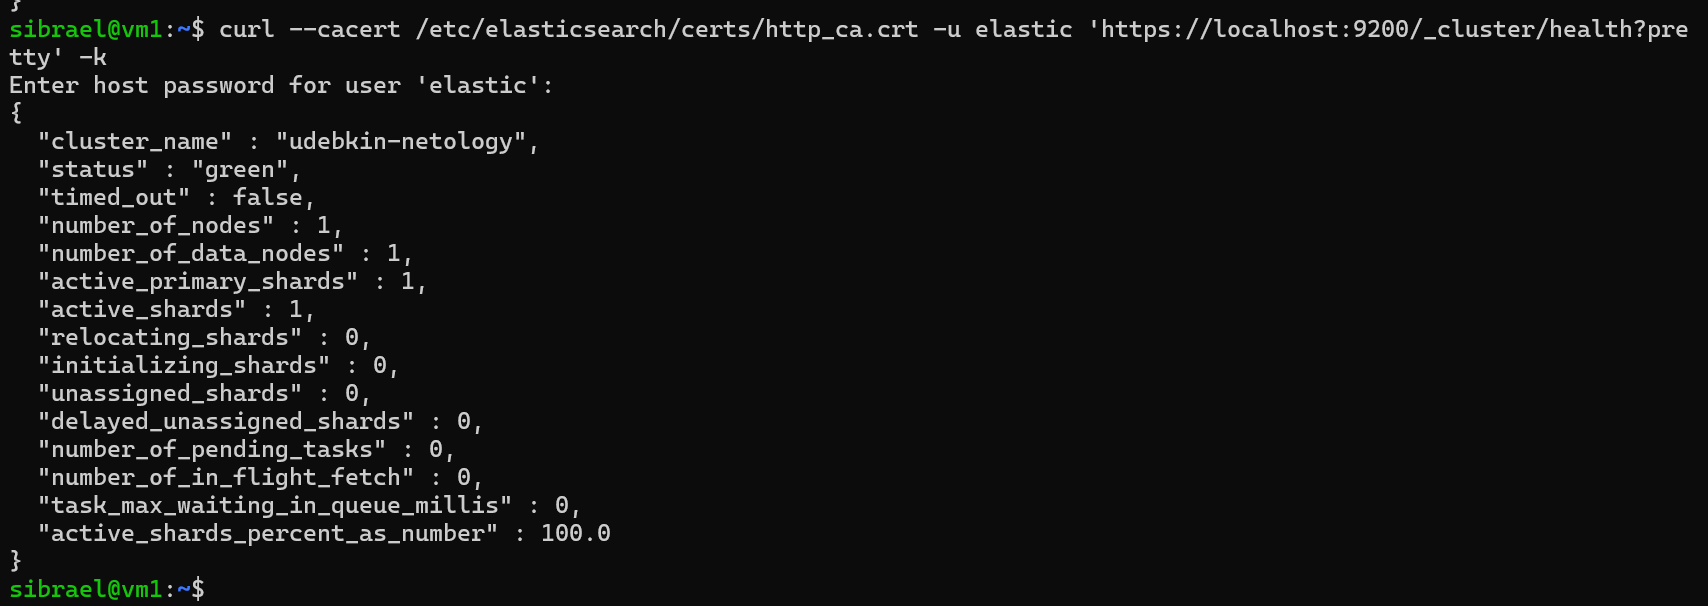 }
sibrael@vm1:~$ curl --cacert /etc/elasticsearch/certs/http_ca.crt -u elastic 'https://localhost:9200/_cluster/health?pre
tty' -k
Enter host password for user 'elastic':
{
  "cluster_name" : "udebkin-netology",
  "status" : "green",
  "timed_out" : false,
  "number_of_nodes" : 1,
  "number_of_data_nodes" : 1,
  "active_primary_shards" : 1,
  "active_shards" : 1,
  "relocating_shards" : 0,
  "initializing_shards" : 0,
  "unassigned_shards" : 0,
  "delayed_unassigned_shards" : 0,
  "number_of_pending_tasks" : 0,
  "number_of_in_flight_fetch" : 0,
  "task_max_waiting_in_queue_millis" : 0,
  "active_shards_percent_as_number" : 100.0
}
sibrael@vm1:~$